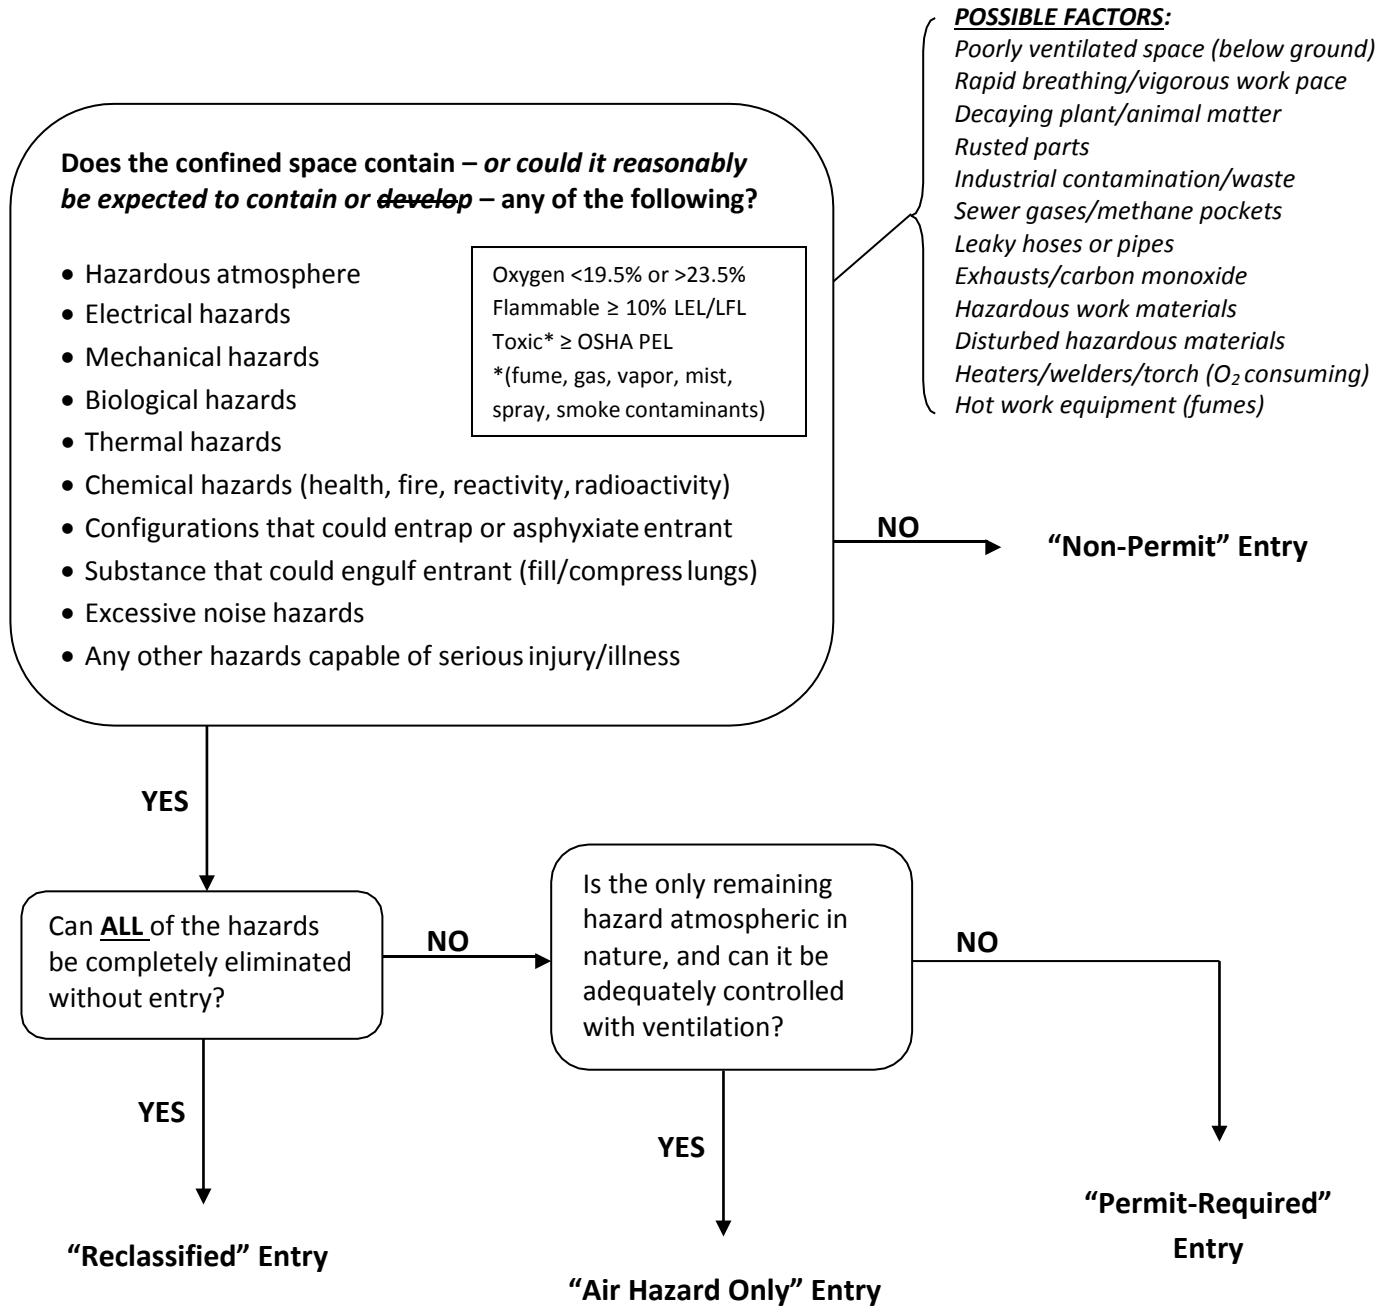 POSSIBLE FACTORS:
Poorly ventilated space (below ground)
Rapid breathing/vigorous work pace
Decaying plant/animal matter
Rusted parts
Industrial contamination/waste
Sewer gases/methane pockets
Leaky hoses or pipes
Exhausts/carbon monoxide
Hazardous work materials
Disturbed hazardous materials
Heaters/welders/torch (O₂ consuming)
Hot work equipment (fumes)
Does the confined space contain – or could it reasonably
be expected to contain or develop – any of the following?
• Hazardous atmosphere
• Electrical hazards
• Mechanical hazards
• Biological hazards
• Thermal hazards
• Chemical hazards (health, fire, reactivity, radioactivity)
• Configurations that could entrap or asphyxiate entrant
• Substance that could engulf entrant (fill/compress lungs)
• Excessive noise hazards
• Any other hazards capable of serious injury/illness
Oxygen <19.5% or >23.5%
Flammable ≥ 10% LEL/LFL
Toxic* ≥ OSHA PEL
*(fume, gas, vapor, mist,
spray, smoke contaminants)
NO
“Non-Permit” Entry
YES
Can ALL of the hazards
be completely eliminated
without entry?
NO
Is the only remaining
hazard atmospheric in
nature, and can it be
adequately controlled
with ventilation?
NO
YES
YES
“Reclassified” Entry
“Air Hazard Only” Entry
“Permit-Required”
Entry